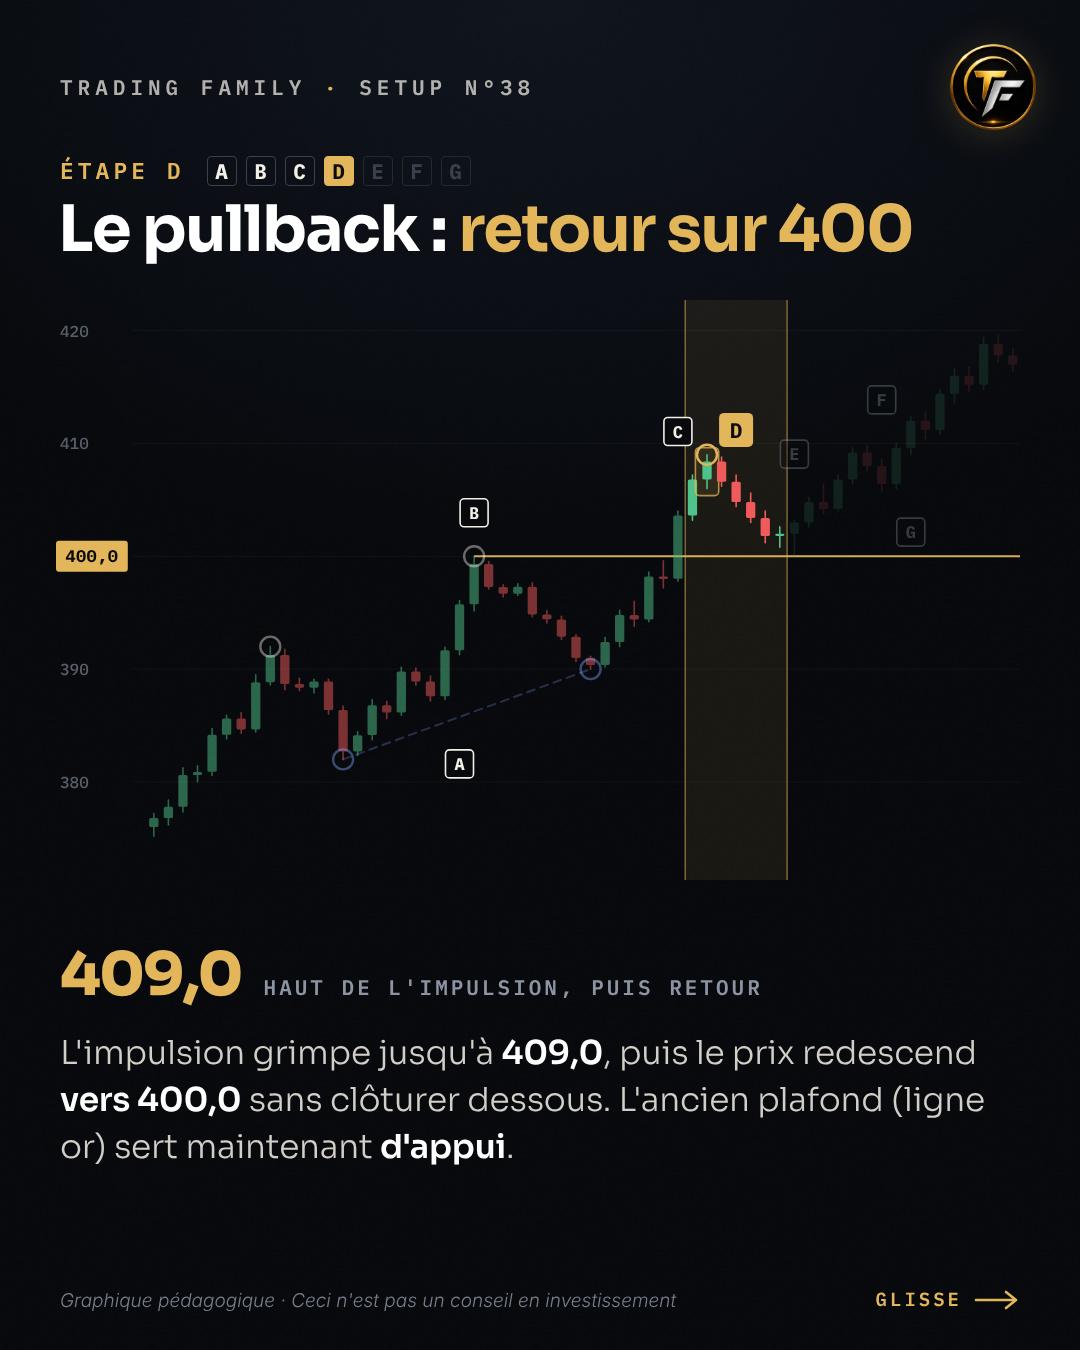 TRADING FAMILY · SETUP N°38
TF
ÉTAPE D A B C D E F G
Le pullback : retour sur 400
420
410
400,0
390
380
C
D
B
A
E
F
G
409,0 HAUT DE L'IMPULSION, PUIS RETOUR
L'impulsion grimpe jusqu'à 409,0, puis le prix redescend
vers 400,0 sans clôturer dessous. L'ancien plafond (ligne
or) sert maintenant d'appui.
Graphique pédagogique · Ceci n'est pas un conseil en investissement
GLISSE